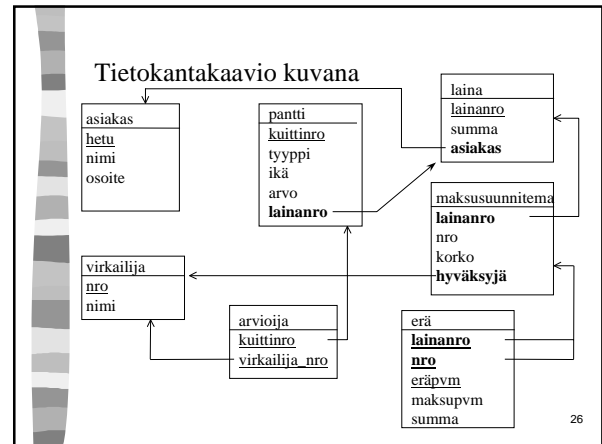 Tietokantakaavio kuvana
asiakas
hetu
nimi
osoite
pantti
kuittinro
tyyppi
ikä
arvo
lainanro
laina
lainanro
summa
asiakas
maksusuunnitema
lainanro
nro
korko
hyväksyjä
virkailija
nro
nimi
arvioija
kuittinro
virkailija_nro
erä
lainanro
nro
eräpvm
maksupvm
summa
26